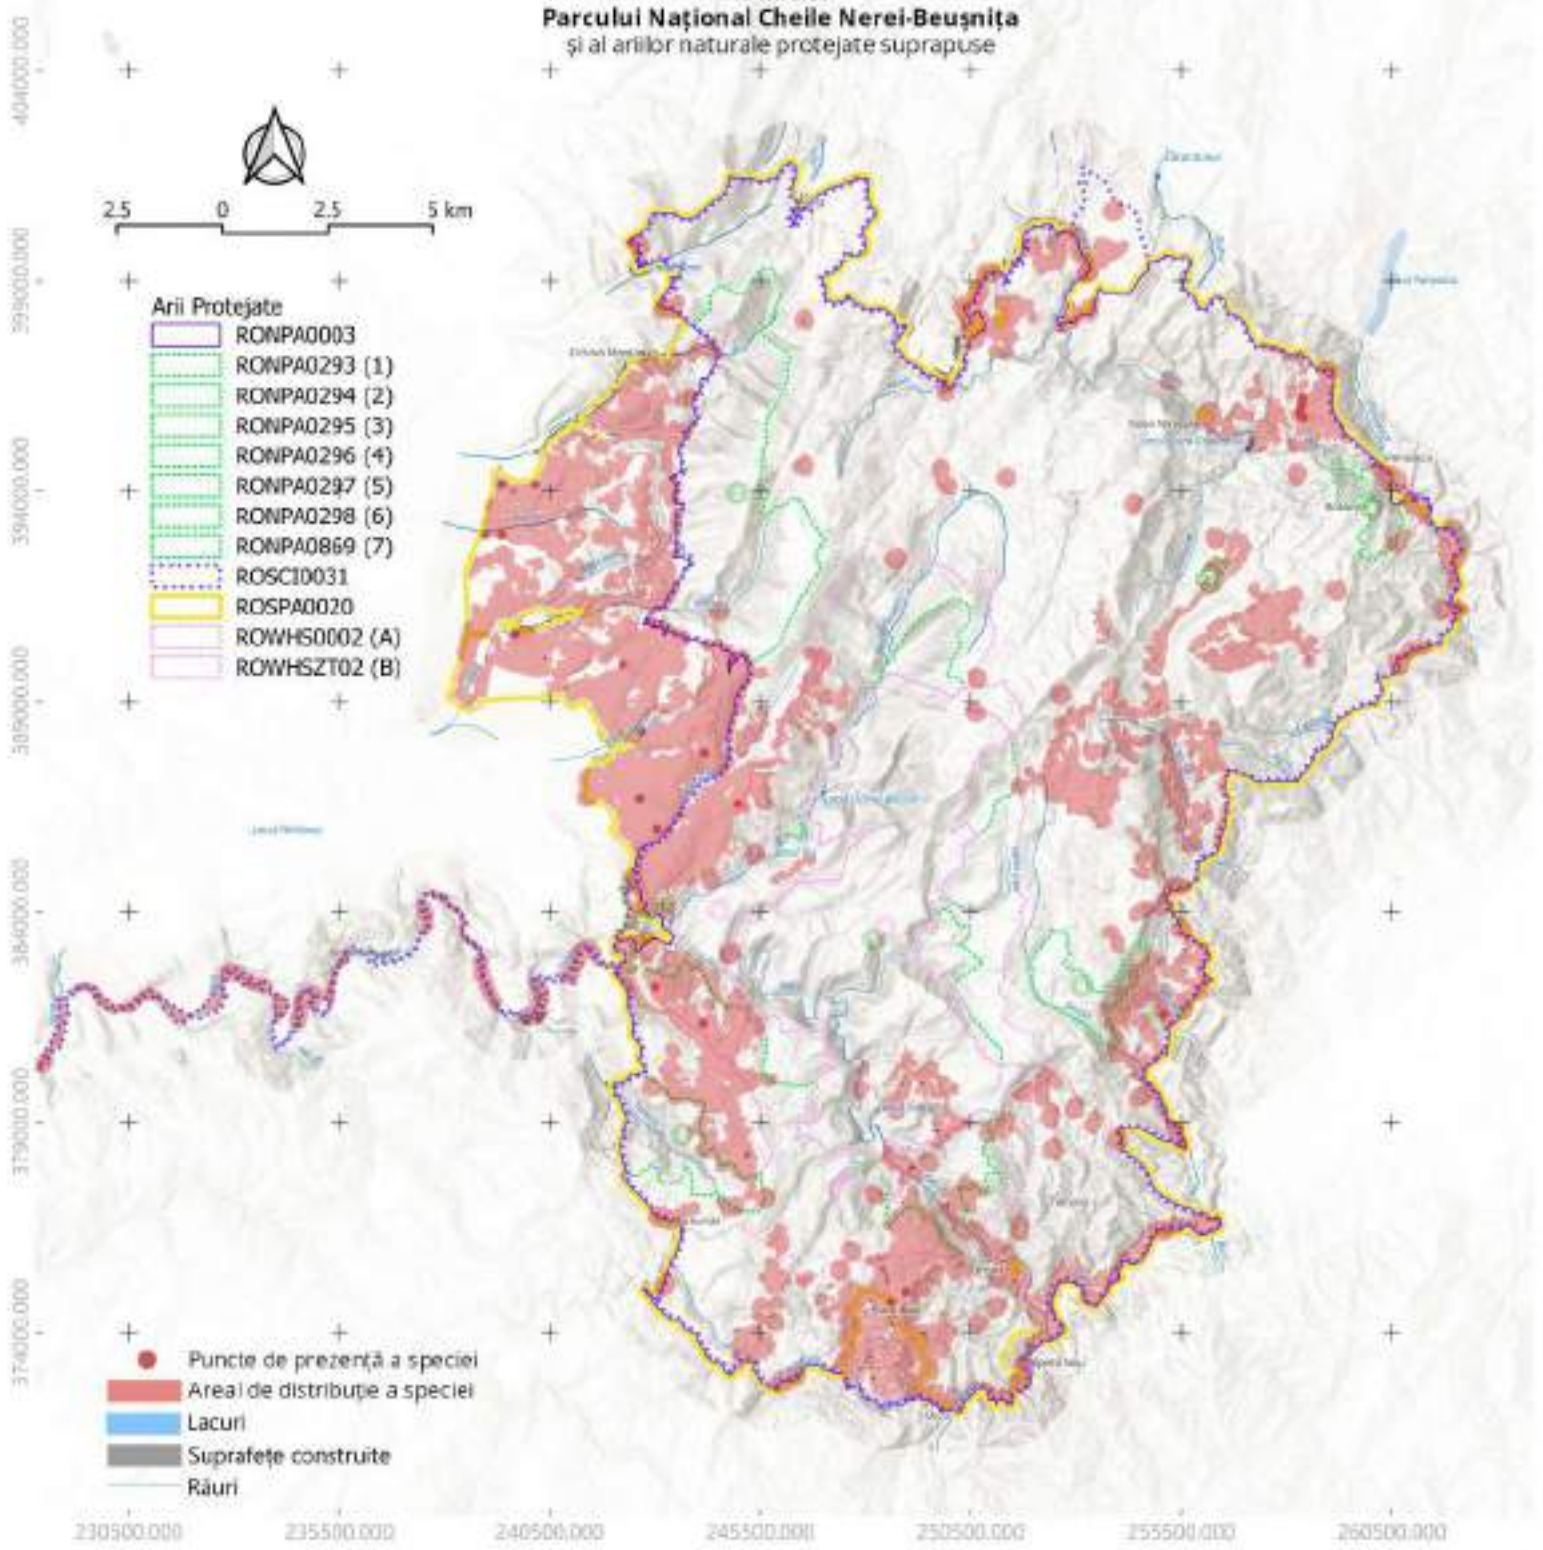 Parcului Național Cheile Nerei-Beușnița
și al ariilor naturale protejate suprapuse
404000.000
399000.000
394000.000
389000.000
384000.000
379000.000
374000.000
2.5 0 2.5 5 km
Arii Protejate
RONPA0003
RONPA0293 (1)
RONPA0294 (2)
RONPA0295 (3)
RONPA0296 (4)
RONPA0297 (5)
RONPA0298 (6)
RONPA0869 (7)
ROSCI0031
ROSPA0020
ROWHS0002 (A)
ROWHSZT02 (B)
Puncte de prezență a speciei
Areal de distribuție a speciei
Lacuri
Suprafețe construite
Râuri
230500.000 235500.000 240500.000 245500.000 250500.000 255500.000 260500.000